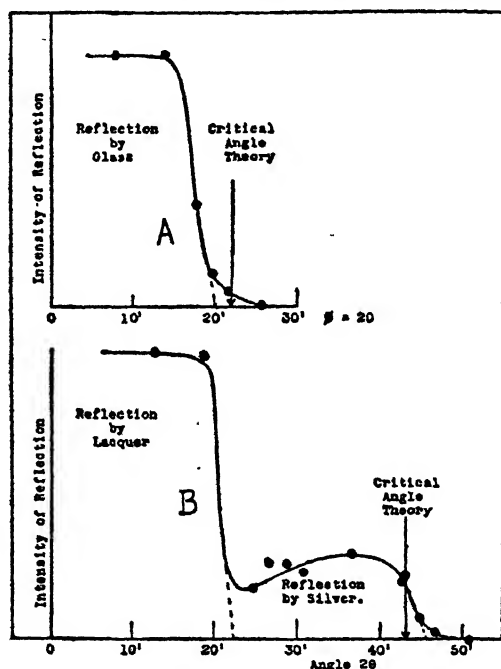 Intensity of Reflection
Reflection
by
Glass
Critical
Angle
Theory
A
0
10'
20'
30'
ø = 2θ
Intensity of Reflection
Reflection
by
Lacquer
B
Critical
Angle
Theory
Reflection
by Silver.
0
10'
20'
30'
40'
50'
Angle 2θ